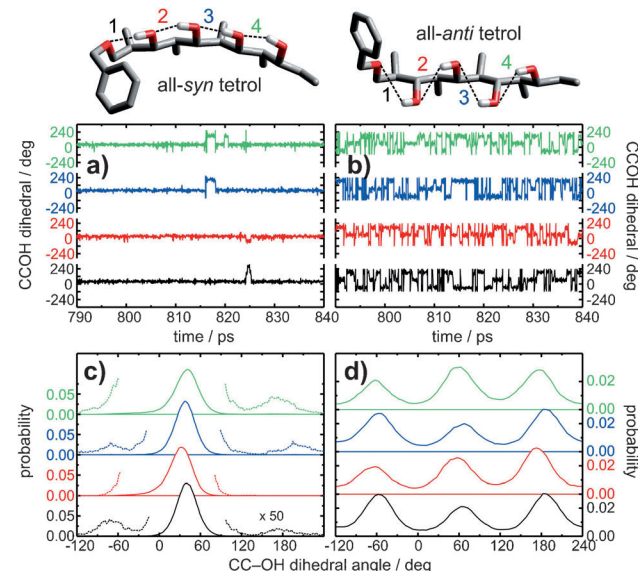 1 2 3 4
all-syn tetrol
all-anti tetrol
1 2 3 4
CCOH dihedral / deg
240
0
-240
240
0
-240
240
0
-240
240
0
-240
a)
790 800 810 820 830 840
time / ps
b)
240
0
-240
240
0
-240
240
0
-240
240
0
-240
CCOH dihedral / deg
790 800 810 820 830 840
time / ps
c)
probability
0.05
0.00
0.05
0.00
0.05
0.00
0.05
0.00
x 50
-120 -60 0 60 120 180
d)
0.02
0.00
0.02
0.00
0.02
0.00
0.02
0.00
probability
-120 -60 0 60 120 180 240
CC–OH dihedral angle / deg